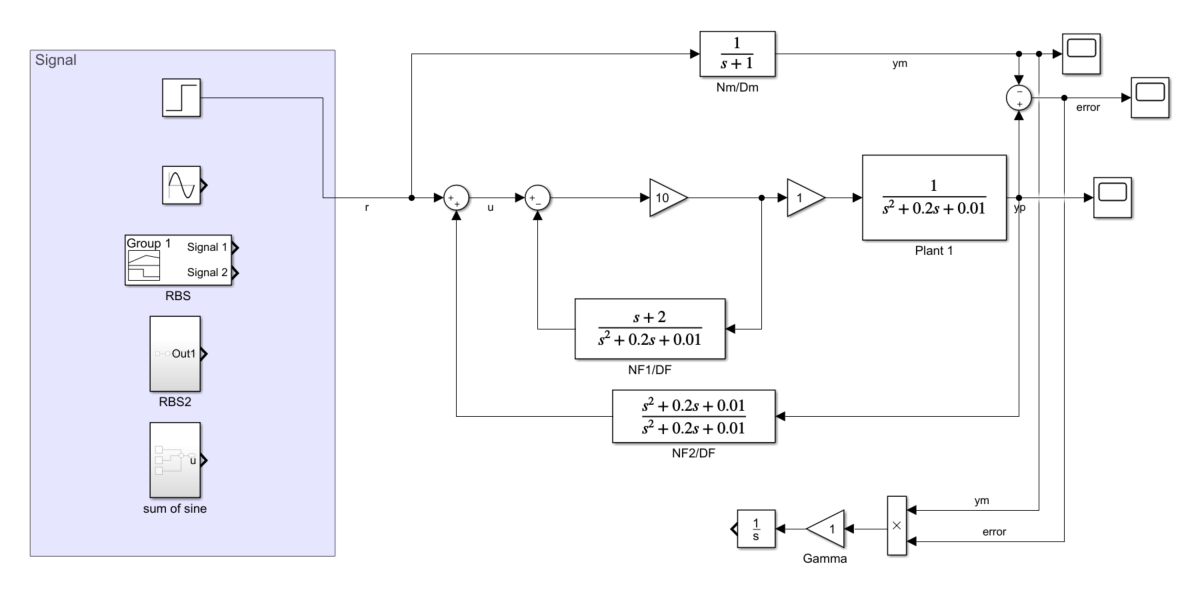 Signal
1
s + 1
Nm/Dm
ym
−
+
error
r
+
+
u
+
−
10
1
1
s² + 0.2s + 0.01
Plant 1
yp
Group 1
Signal 1
Signal 2
RBS
s + 2
s² + 0.2s + 0.01
NF1/DF
Out1
RBS2
s² + 0.2s + 0.01
s² + 0.2s + 0.01
NF2/DF
u
sum of sine
ym
×
error
1
s
1
Gamma